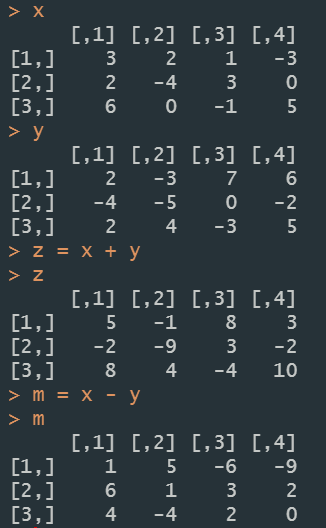 > x
     [,1] [,2] [,3] [,4]
[1,]    3    2    1   -3
[2,]    2   -4    3    0
[3,]    6    0   -1    5
> y
     [,1] [,2] [,3] [,4]
[1,]    2   -3    7    6
[2,]   -4   -5    0   -2
[3,]    2    4   -3    5
> z = x + y
> z
     [,1] [,2] [,3] [,4]
[1,]    5   -1    8    3
[2,]   -2   -9    3   -2
[3,]    8    4   -4   10
> m = x - y
> m
     [,1] [,2] [,3] [,4]
[1,]    1    5   -6   -9
[2,]    6    1    3    2
[3,]    4   -4    2    0